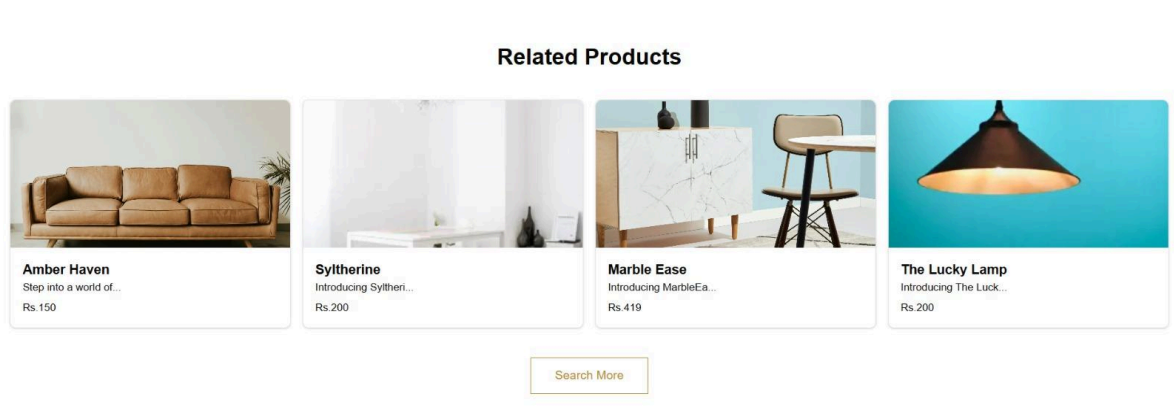 Related Products
Amber Haven
Step into a world of...
Rs.150
Syltherine
Introducing Syltheri...
Rs.200
Marble Ease
Introducing MarbleEa...
Rs.419
The Lucky Lamp
Introducing The Luck...
Rs.200
Search More